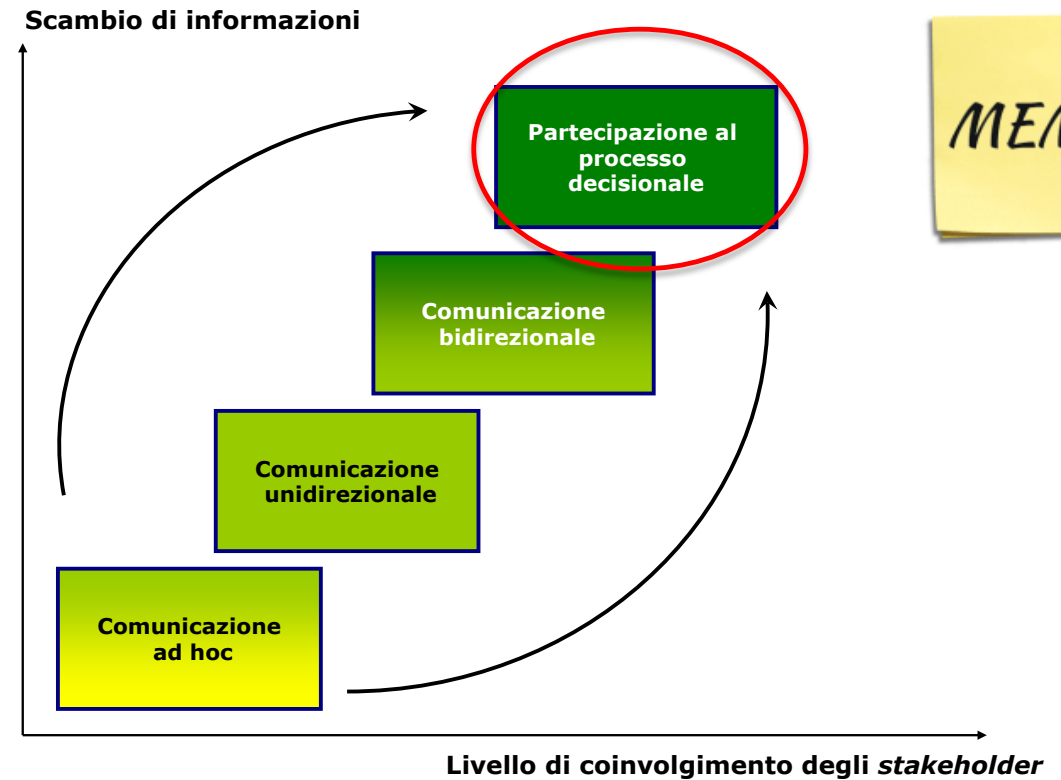 Scambio di informazioni
Partecipazione al
processo
decisionale
Comunicazione
bidirezionale
Comunicazione
unidirezionale
Comunicazione
ad hoc
Livello di coinvolgimento degli stakeholder